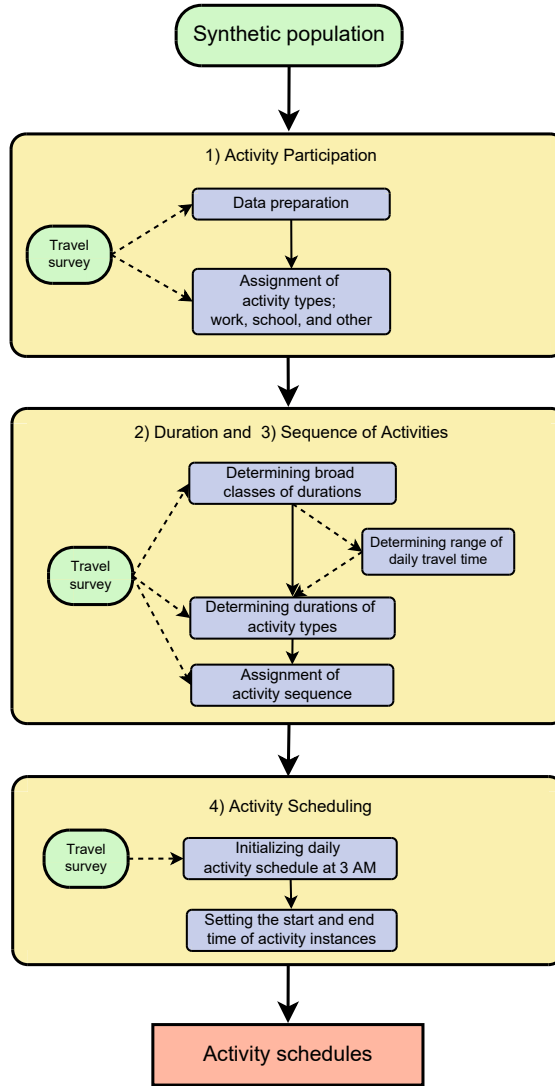 Synthetic population
1) Activity Participation
Data preparation
Travel
survey
Assignment of
activity types;
work, school, and other
2) Duration and  3) Sequence of Activities
Determining broad
classes of durations
Determining range of
daily travel time
Travel
survey
Determining durations of
activity types
Assignment of
activity sequence
4) Activity Scheduling
Travel
survey
Initializing daily
activity schedule at 3 AM
Setting the start and end
time of activity instances
Activity schedules